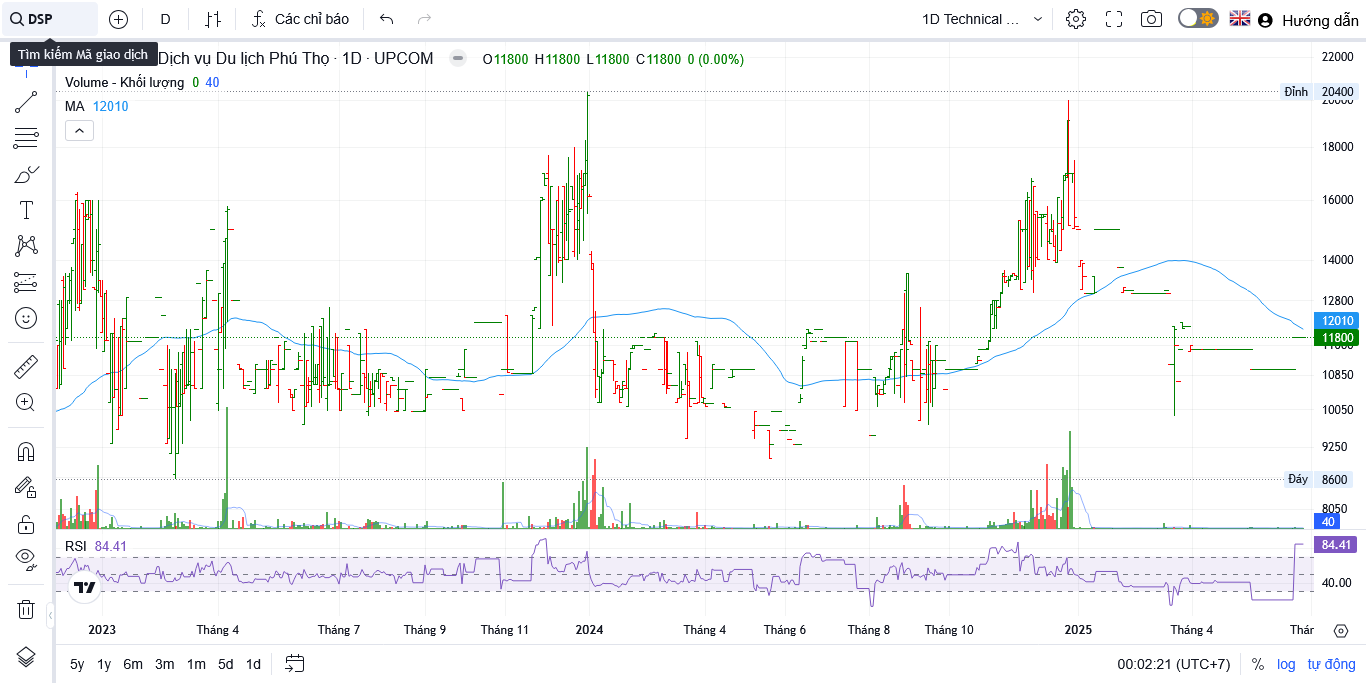 DSP
D
Các chỉ báo
1D Technical ...
Hướng dẫn
Tìm kiếm Mã giao dịch
Dịch vụ Du lịch Phú Thọ · 1D · UPCOM
O11800 H11800 L11800 C11800 0 (0.00%)
Volume - Khối lượng 0 40
MA 12010
22000
Đỉnh 20400
20000
18000
16000
14000
12800
12010
11800
10850
10050
9250
Đáy 8600
8050
40
RSI 84.41
84.41
40.00
2023 Tháng 4 Tháng 7 Tháng 9 Tháng 11 2024 Tháng 4 Tháng 6 Tháng 8 Tháng 10 2025 Tháng 4 Thár
5y 1y 6m 3m 1m 5d 1d
00:02:21 (UTC+7) % log tự động